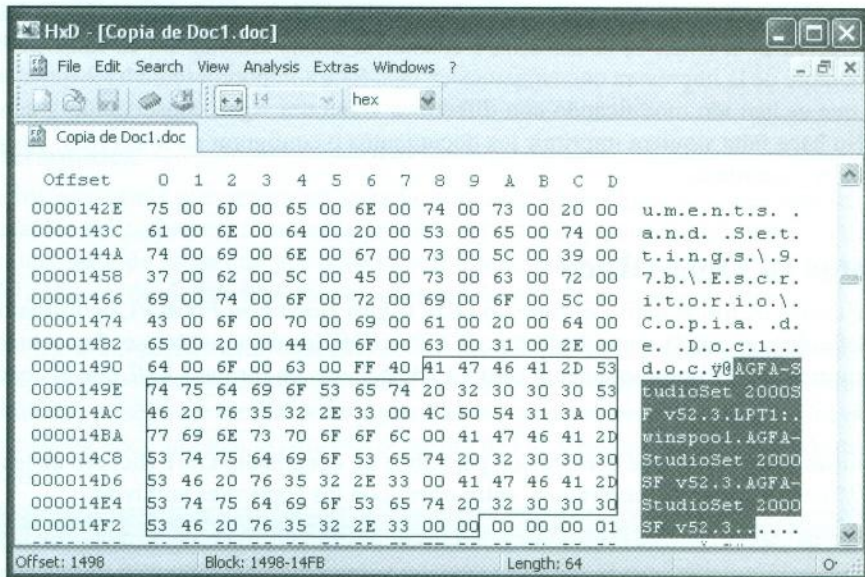 HxD - [Copia de Doc1.doc]
File Edit Search View Analysis Extras Windows ?
14 hex
Copia de Doc1.doc
Offset 0 1 2 3 4 5 6 7 8 9 A B C D
0000142E 75 00 6D 00 65 00 6E 00 74 00 73 00 20 00 u.m.e.n.t.s. .
0000143C 61 00 6E 00 64 00 20 00 53 00 65 00 74 00 a.n.d. .S.e.t.
0000144A 74 00 69 00 6E 00 67 00 73 00 5C 00 39 00 t.i.n.g.s.\.9.
00001458 37 00 62 00 5C 00 45 00 73 00 63 00 72 00 7.b.\.E.s.c.r.
00001466 69 00 74 00 6F 00 72 00 69 00 6F 00 5C 00 i.t.o.r.i.o.\.
00001474 43 00 6F 00 70 00 69 00 61 00 20 00 64 00 C.o.p.i.a. .d.
00001482 65 00 20 00 44 00 6F 00 63 00 31 00 2E 00 e. .D.o.c.1...
00001490 64 00 6F 00 63 00 FF 40 41 47 46 41 2D 53 d.o.c.ÿ@AGFA-S
0000149E 74 75 64 69 6F 53 65 74 20 32 30 30 30 53 tudioSet 2000S
000014AC 46 20 76 35 32 2E 33 00 4C 50 54 31 3A 00 F v52.3.LPT1:.
000014BA 77 69 6E 73 70 6F 6F 6C 00 41 47 46 41 2D winspool.AGFA-
000014C8 53 74 75 64 69 6F 53 65 74 20 32 30 30 30 StudioSet 2000
000014D6 53 46 20 76 35 32 2E 33 00 41 47 46 41 2D SF v52.3.AGFA-
000014E4 53 74 75 64 69 6F 53 65 74 20 32 30 30 30 StudioSet 2000
000014F2 53 46 20 76 35 32 2E 33 00 00 00 00 00 01 SF v52.3......
Offset: 1498 Block: 1498-14FB Length: 64